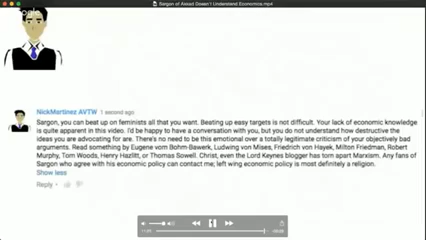 Sargon of Akkad Doesn't Understand Economics.mp4
NickMartinez AVTW 1 second ago
Sargon, you can beat up on feminists all that you want. Beating up easy targets is not difficult. Your lack of economic knowledge
is quite apparent in this video. I'd be happy to have a conversation with you, but you do not understand how destructive the
ideas you are advocating for are. There's no need to be this emotional over a totally legitimate criticism of your objectively bad
arguments. Read something by Eugene vom Bohm-Bawerk, Ludwing von Mises, Friedrich von Hayek, Milton Friedman, Robert
Murphy, Tom Woods, Henry Hazlitt, or Thomas Sowell. Christ, even the Lord Keynes blogger has torn apart Marxism. Any fans of
Sargon who agree with his economic policy can contact me; left wing economic policy is most definitely a religion.
Show less
Reply